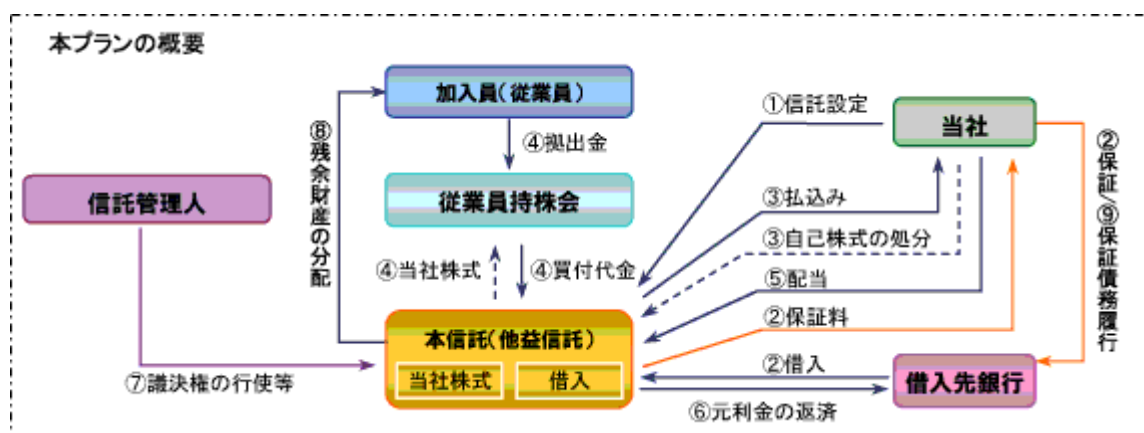 本プランの概要
加入員(従業員)
①信託設定
当社
④拠出金
信託管理人
従業員持株会
③払込み
③自己株式の処分
④当社株式
④買付代金
⑤配当
⑧残余財産の分配
②保証/⑨保証債務履行
本信託(他益信託)
②保証料
当社株式
借入
⑦議決権の行使等
②借入
借入先銀行
⑥元利金の返済